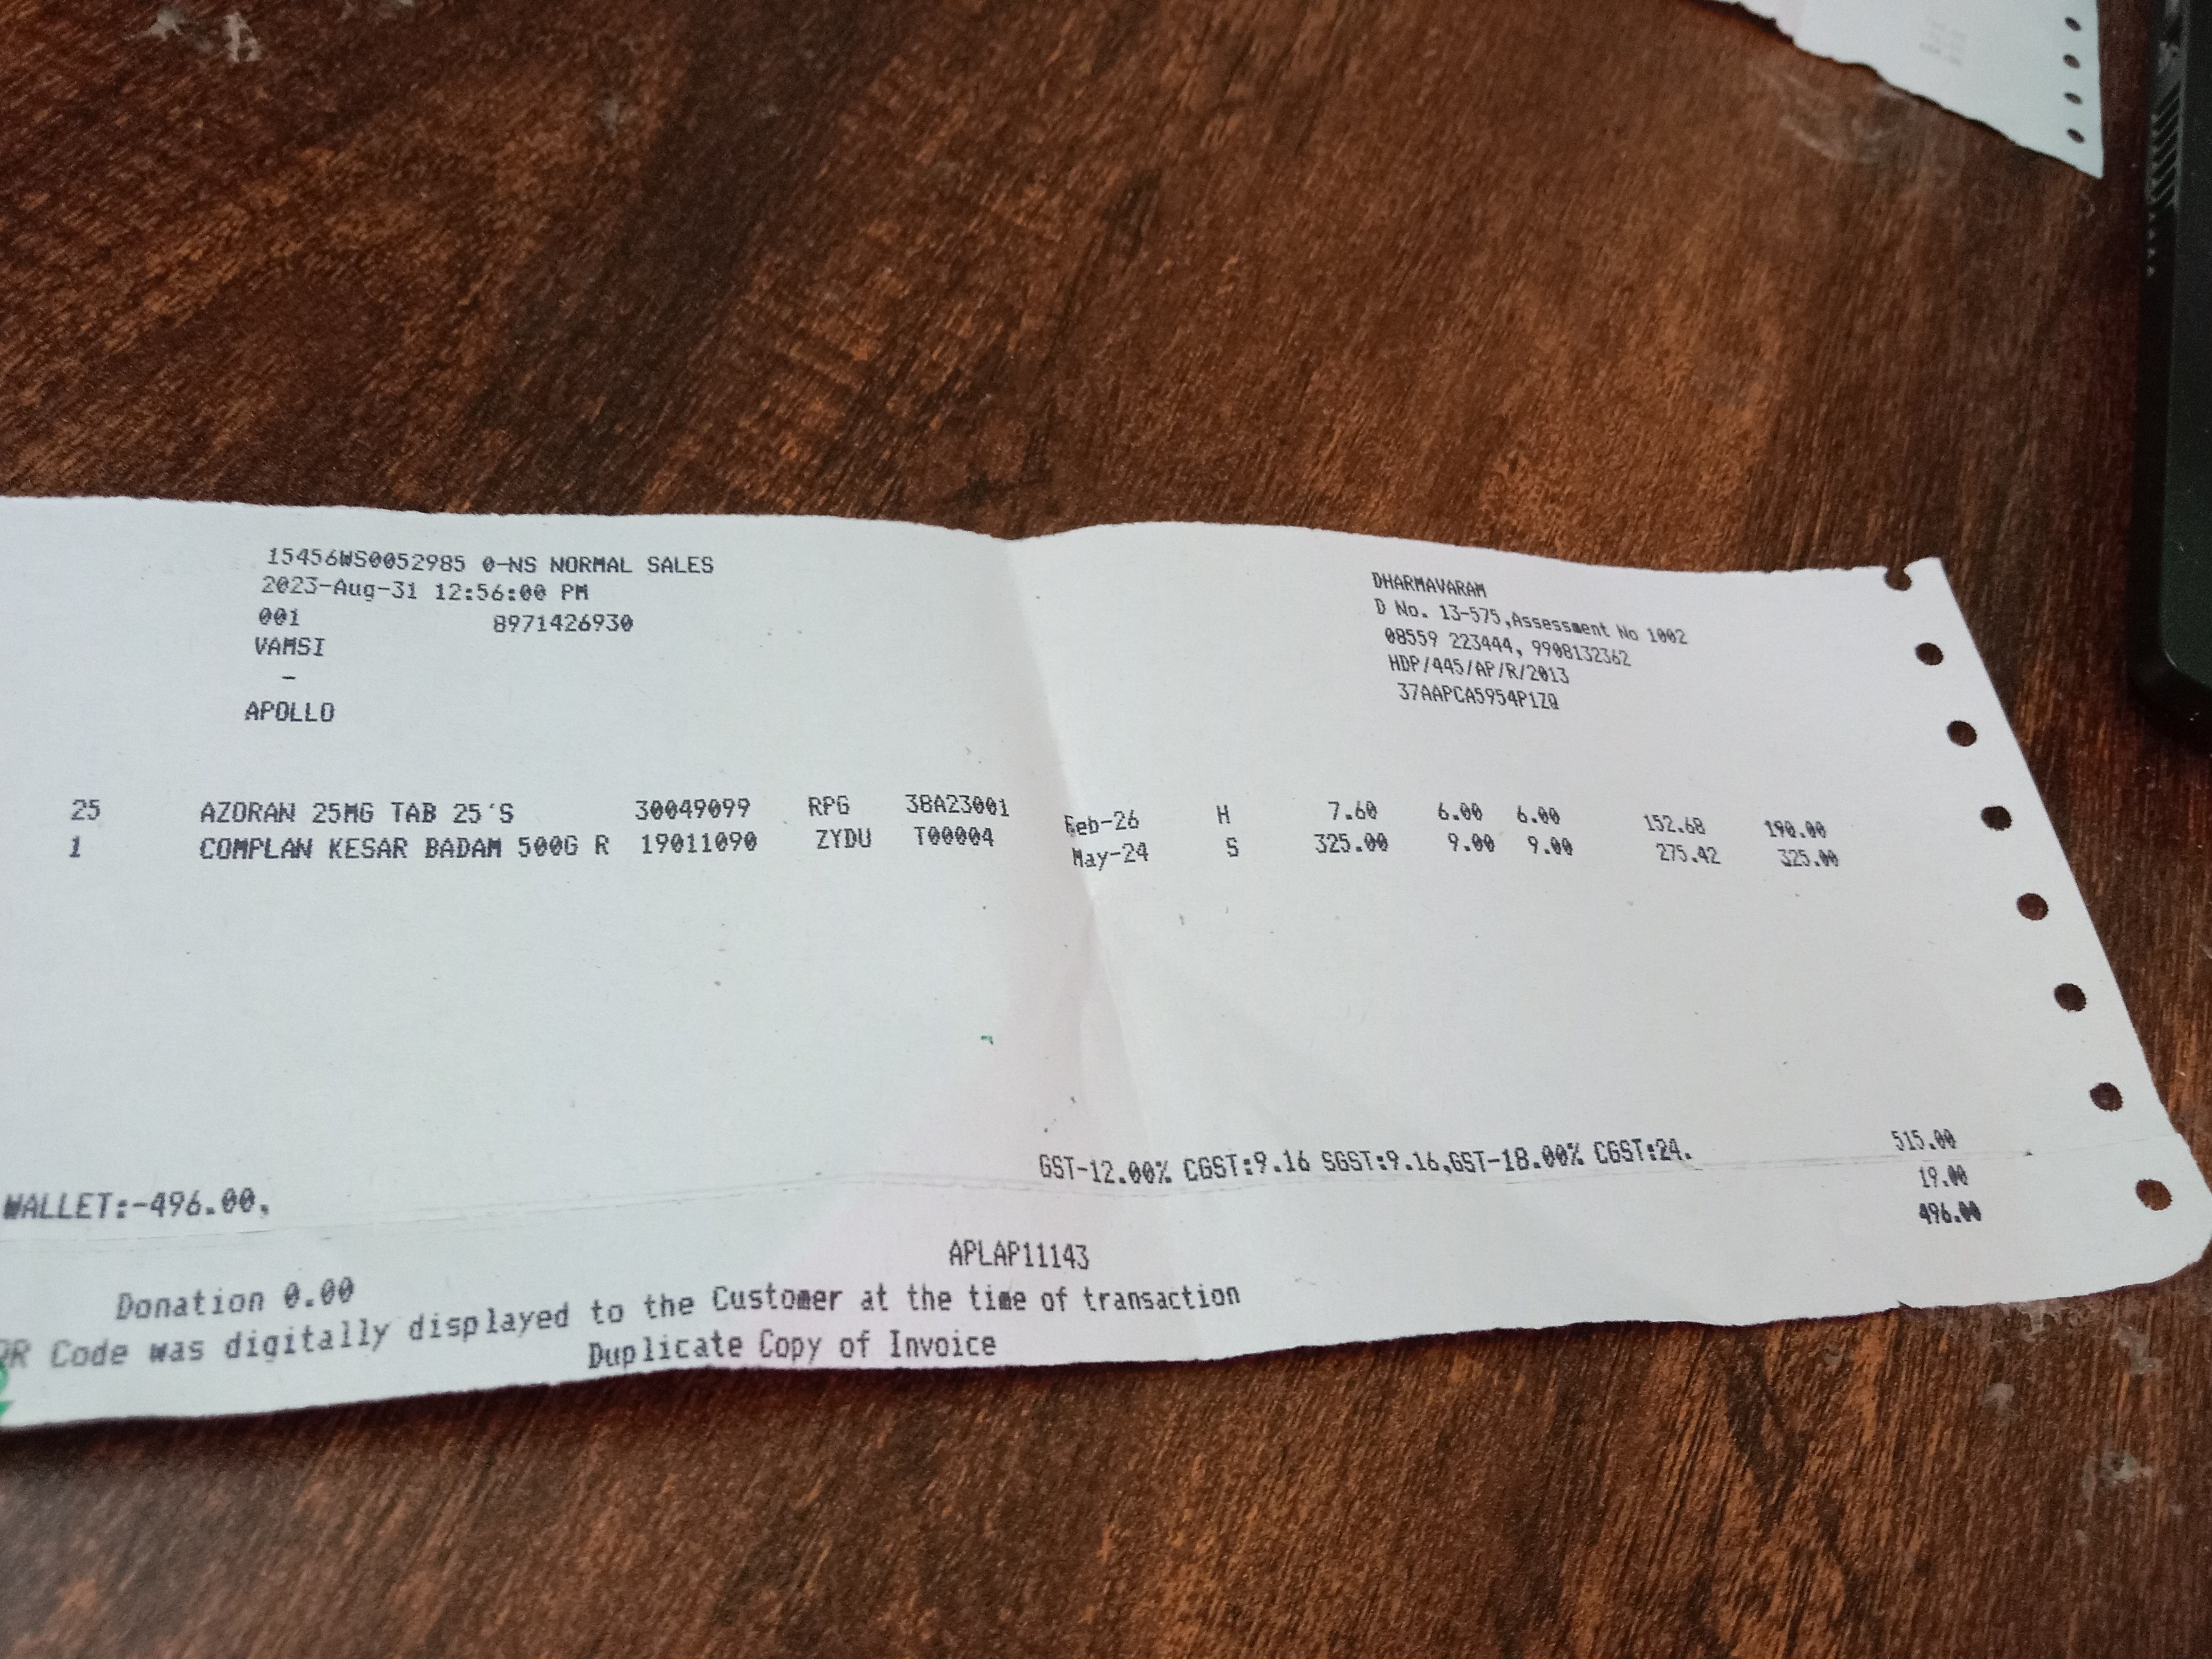 15456WS0052985 0-NS NORMAL SALES
2023-Aug-31 12:56:00 PM
001 8971426930
VAMSI
-
APOLLO
DHARMAVARAM
D No. 13-575,Assessment No 1002
08559 223444, 9908132362
HDP/445/AP/R/2013
37AAPCA5954P1ZQ
25 AZORAN 25MG TAB 25'S 30049099 RPG 38A23001 Feb-26 H 7.60 6.00 6.00 152.68 190.00
1 COMPLAN KESAR BADAM 500G R 19011090 ZYDU T00004 May-24 S 325.00 9.00 9.00 275.42 325.00
GST-12.00% CGST:9.16 SGST:9.16,GST-18.00% CGST:24. 515.00
19.00
WALLET:-496.00, 496.00
APLAP11143
Donation 0.00
QR Code was digitally displayed to the Customer at the time of transaction
Duplicate Copy of Invoice